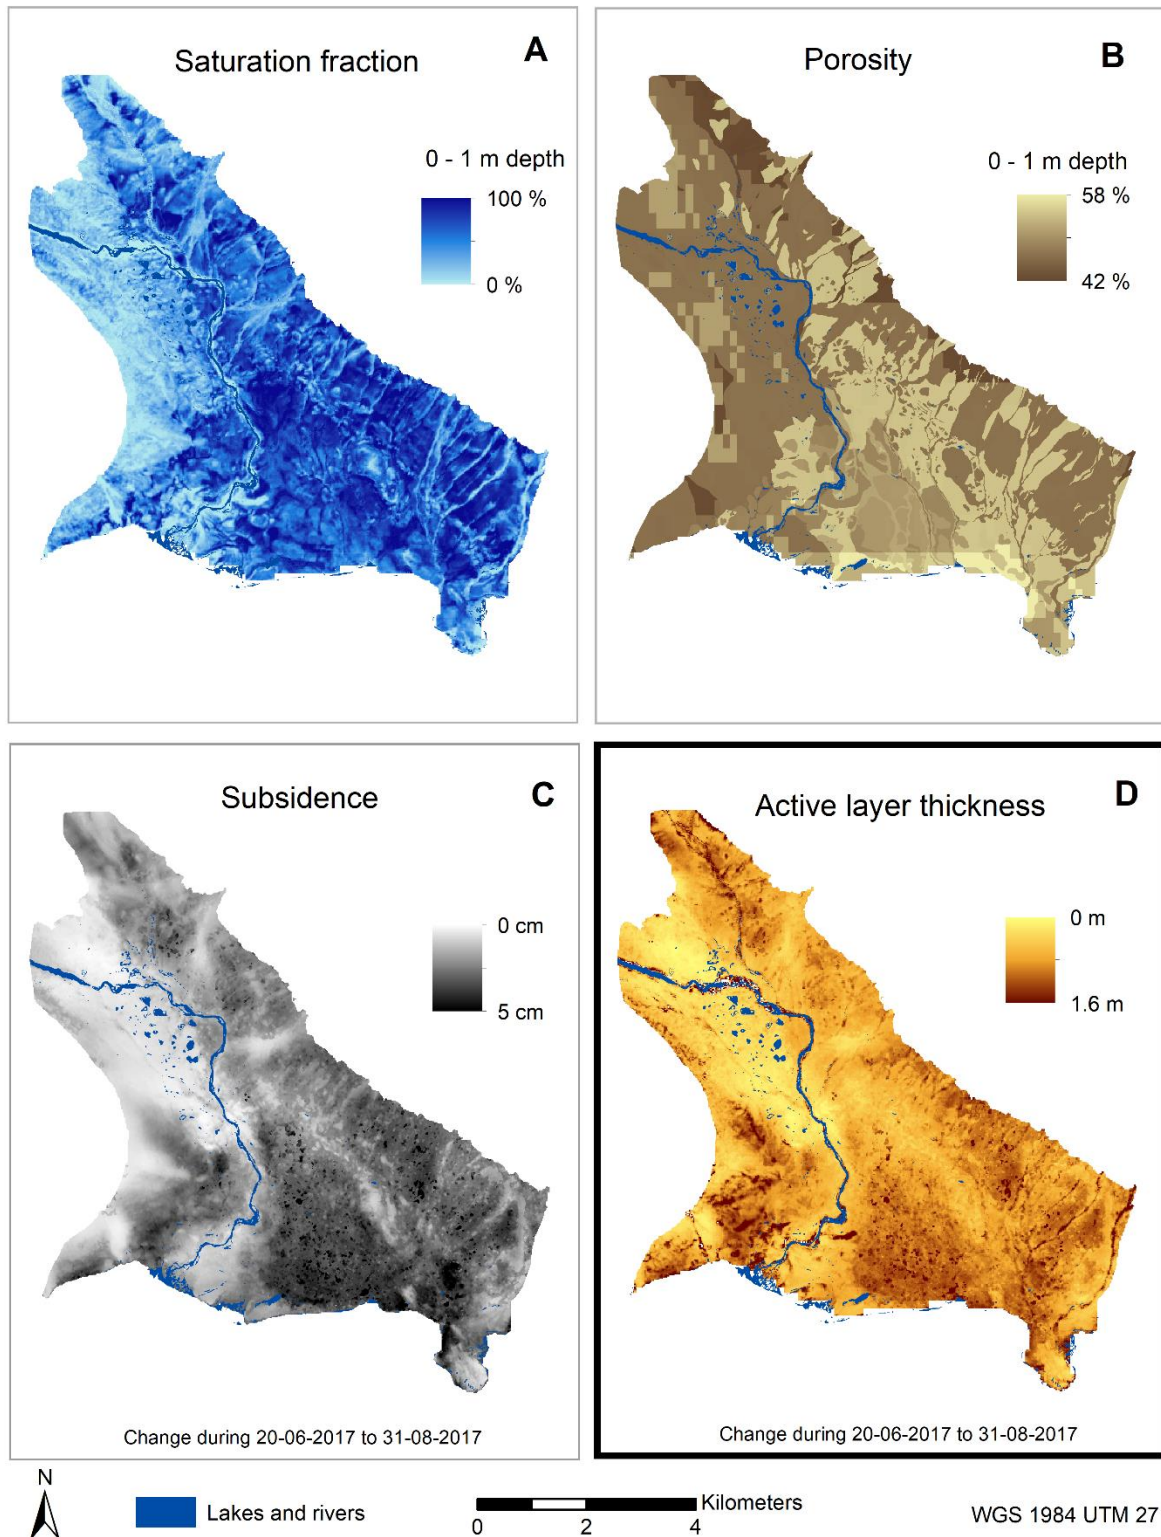 Saturation fraction
A
0 - 1 m depth
100 %
0 %
Porosity
B
0 - 1 m depth
58 %
42 %
Subsidence
C
0 cm
5 cm
Change during 20-06-2017 to 31-08-2017
Active layer thickness
D
0 m
1.6 m
Change during 20-06-2017 to 31-08-2017
N
Lakes and rivers
Kilometers
0 2 4
WGS 1984 UTM 27